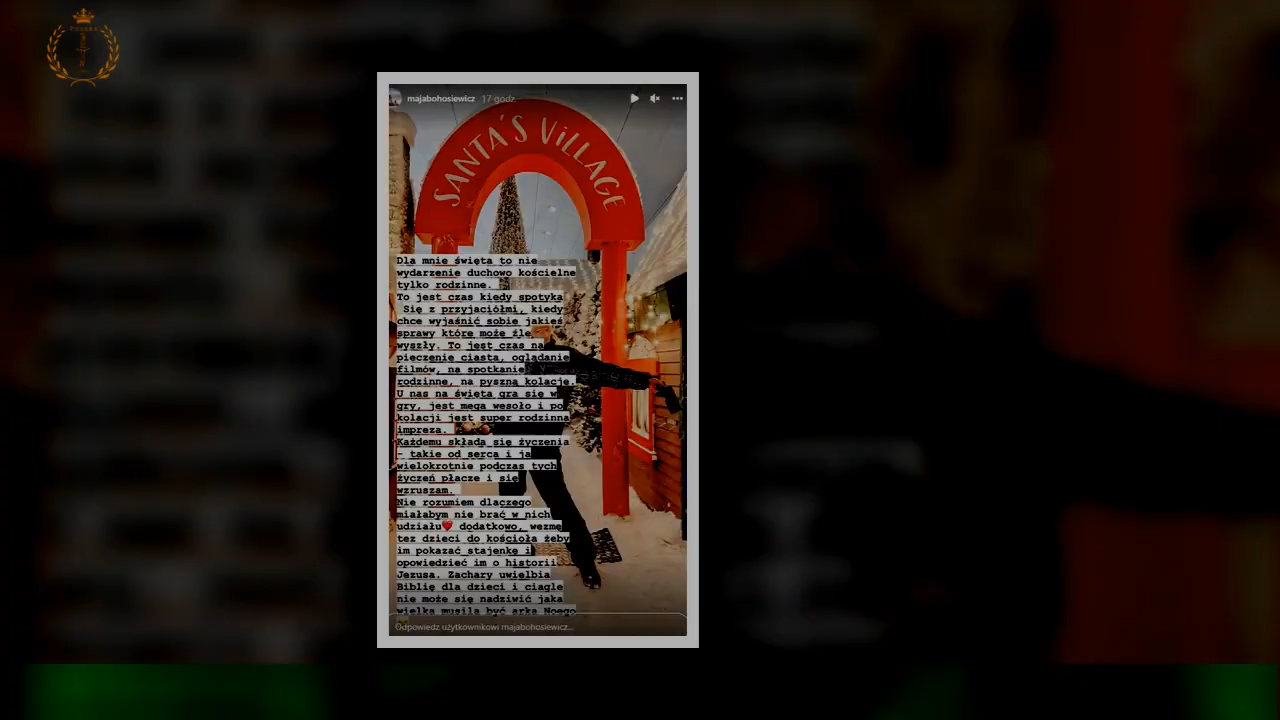 POLSKA
majabohosiewicz 17 godz.
SANTA'S ViLLAGE
Dla mnie święta to nie
wydarzenie duchowo kościelne
tylko rodzinne.
To jest czas kiedy spotyka
Się z przyjaciółmi, kiedy
chce wyjaśnić sobie jakieś
sprawy które może źle
wyszły. To jest czas na
pieczenie ciasta, oglądanie
filmów, na spotkanie
rodzinne, na pyszną kolację.
U nas na święta gra się w
gry, jest mega wesoło i po
kolacji jest super rodzinna
impreza.
Każdemu składa się życzenia
- takie od serca i ja
wielokrotnie podczas tych
życzeń płacze i się
wzruszam.
Nie rozumiem dlaczego
miałabym nie brać w nich
udziału❤️ dodatkowo, wezmę
tez dzieci do kościoła żeby
im pokazać stajenkę i
opowiedzieć im o historii
Jezusa. Zachary uwielbia
Biblię dla dzieci i ciagle
nie może się nadziwić jaka
wielka musiła być arka Noego
Odpowiedz użytkownikowi majabohosiewicz...